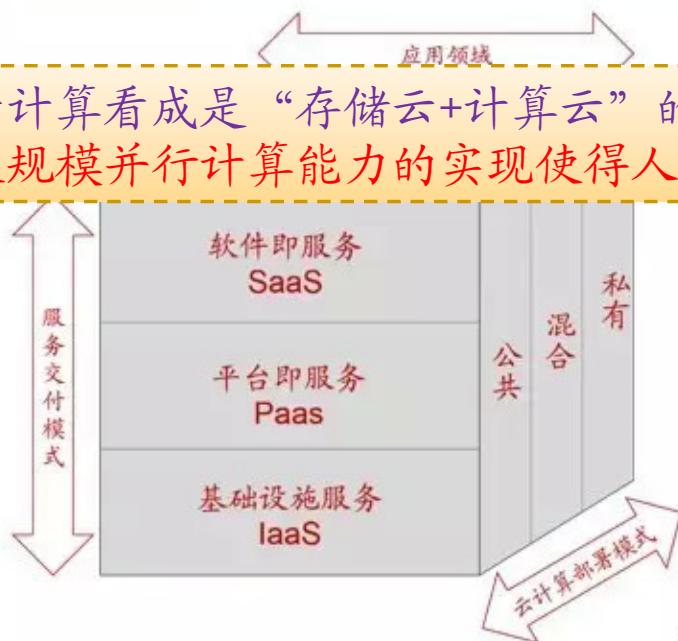 应用领域
计算看成是“存储云+计算云”的
规模并行计算能力的实现使得人
软件即服务
SaaS
平台即服务
Paas
基础设施服务
IaaS
服务交付模式
公共
混合
私有
云计算部署模式